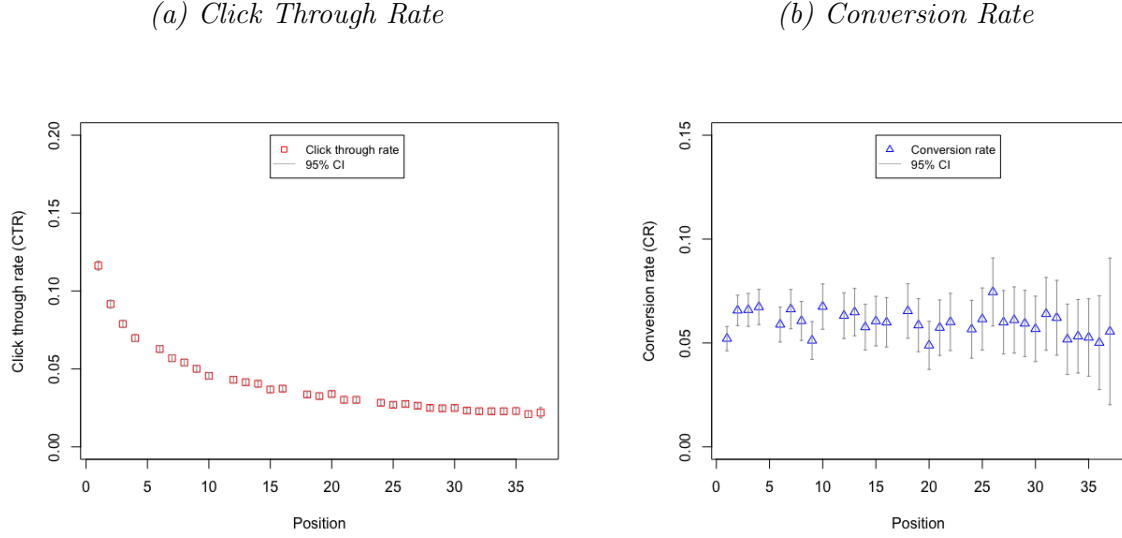 (a) Click Through Rate
(b) Conversion Rate
Click through rate (CTR)
0.20
0.15
0.10
0.05
0.00
Click through rate
95% CI
0 5 10 15 20 25 30 35
Position
Conversion rate (CR)
0.15
0.10
0.05
0.00
Conversion rate
95% CI
0 5 10 15 20 25 30 35
Position